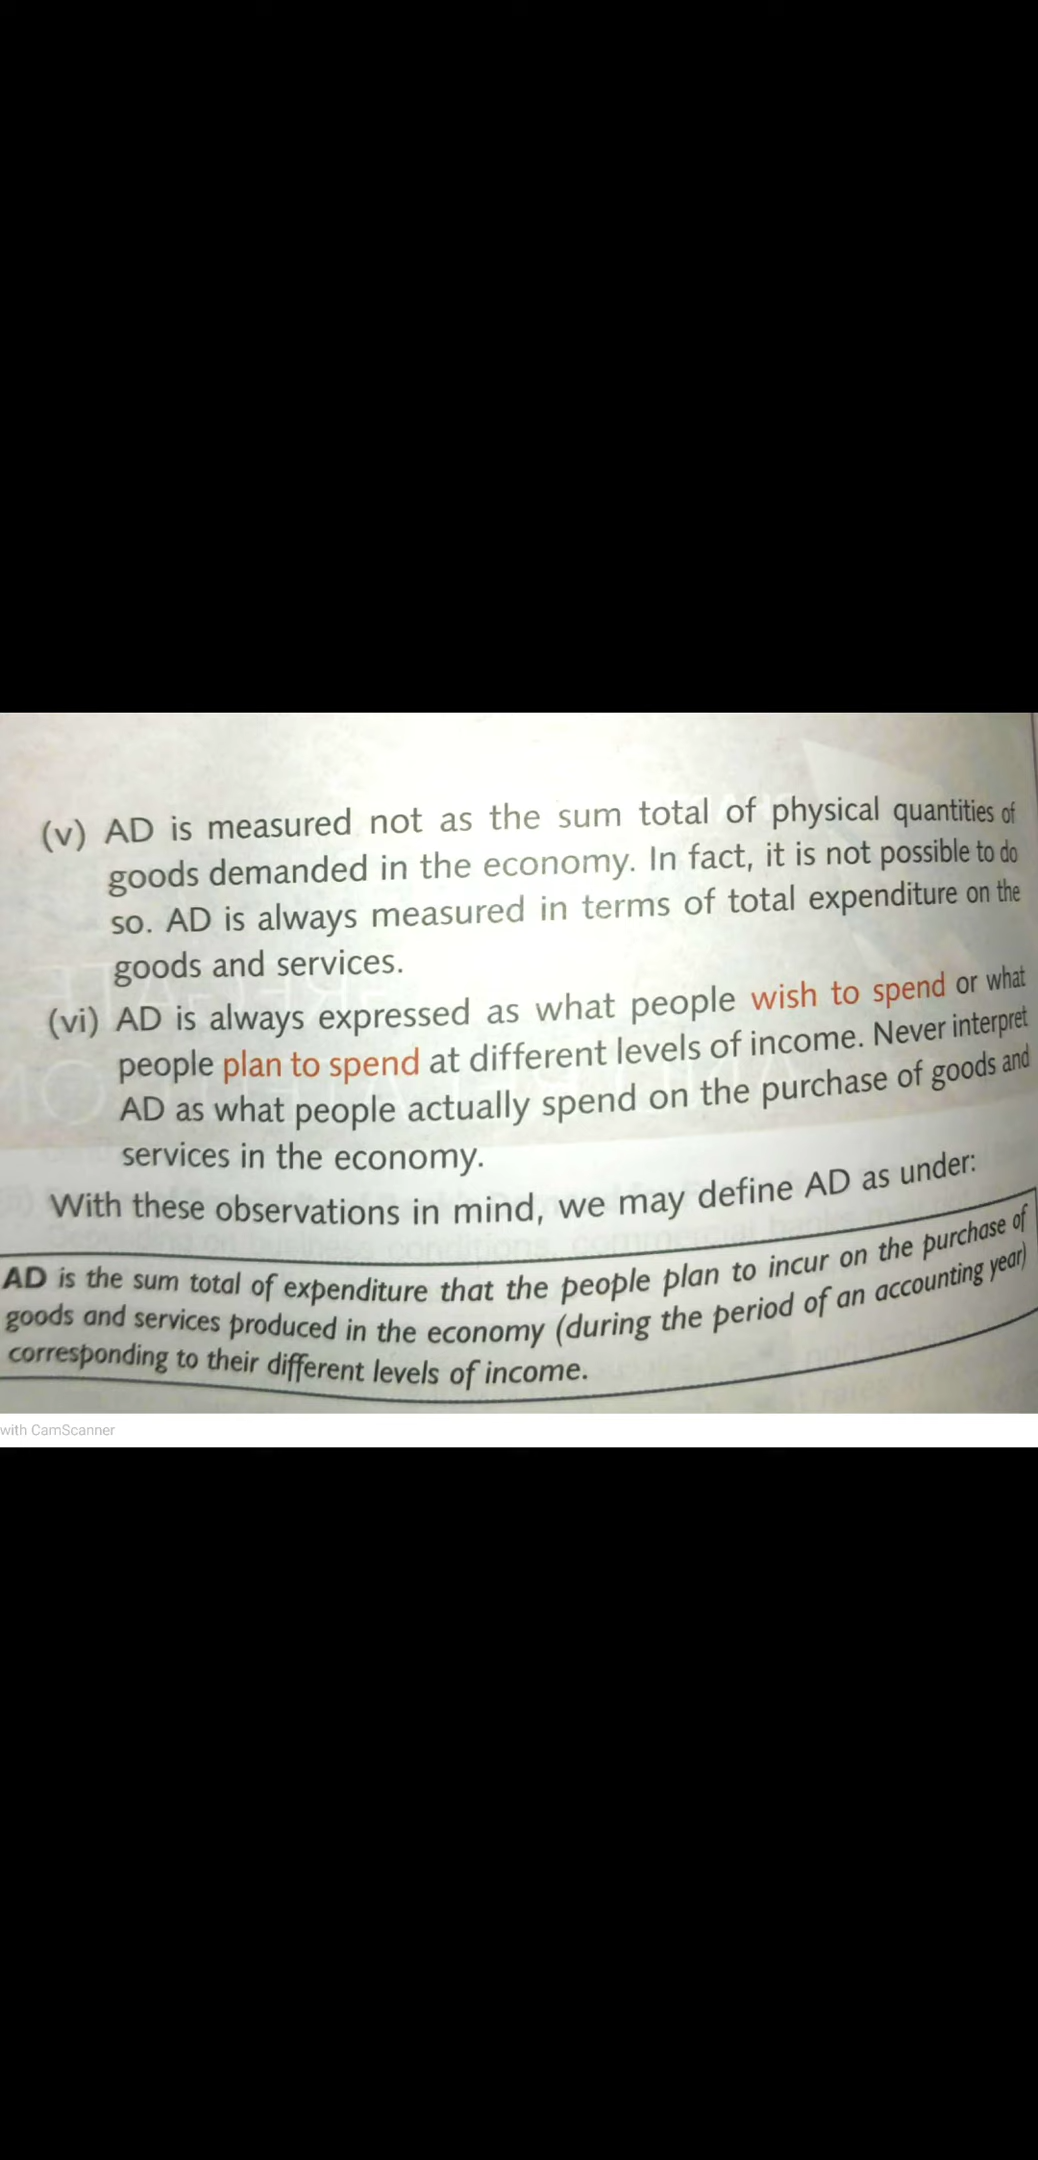 (v) AD is measured not as the sum total of physical quantities of
goods demanded in the economy. In fact, it is not possible to do
so. AD is always measured in terms of total expenditure on the
goods and services.
(vi) AD is always expressed as what people wish to spend or what
people plan to spend at different levels of income. Never interpret
AD as what people actually spend on the purchase of goods and
services in the economy.
With these observations in mind, we may define AD as under:
AD is the sum total of expenditure that the people plan to incur on the purchase of
goods and services produced in the economy (during the period of an accounting year)
corresponding to their different levels of income.
with CamScanner